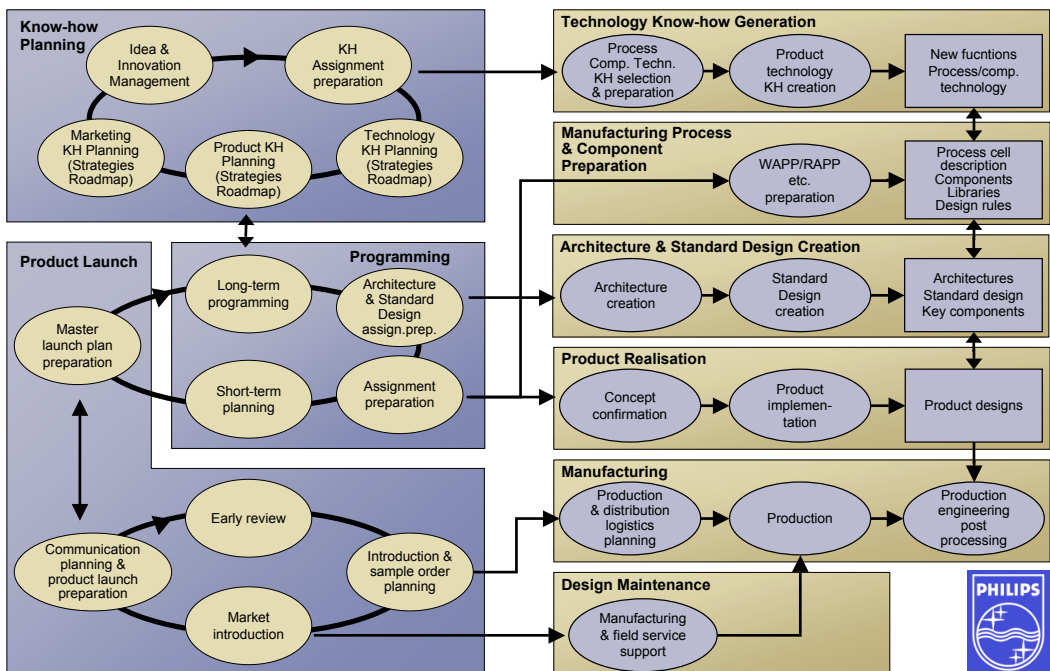 Know-how
Planning
Idea &
Innovation
Management
KH
Assignment
preparation
Marketing
KH Planning
(Strategies
Roadmap)
Product KH
Planning
(Strategies
Roadmap)
Technology
KH Planning
(Strategies
Roadmap)
Product Launch
Programming
Long-term
programming
Architecture
& Standard
Design
assign.prep.
Master
launch plan
preparation
Short-term
planning
Assignment
preparation
Early review
Communication
planning &
product launch
preparation
Introduction &
sample order
planning
Market
introduction
Technology Know-how Generation
Process
Comp. Techn.
KH selection
& preparation
Product
technology
KH creation
New fucntions
Process/comp.
technology
Manufacturing Process
& Component
Preparation
WAPP/RAPP
etc.
preparation
Process cell
description
Components
Libraries
Design rules
Architecture & Standard Design Creation
Architecture
creation
Standard
Design
creation
Architectures
Standard design
Key components
Product Realisation
Concept
confirmation
Product
implemen-
tation
Product designs
Manufacturing
Production
& distribution
logistics
planning
Production
Production
engineering
post
processing
Design Maintenance
Manufacturing
& field service
support
PHILIPS